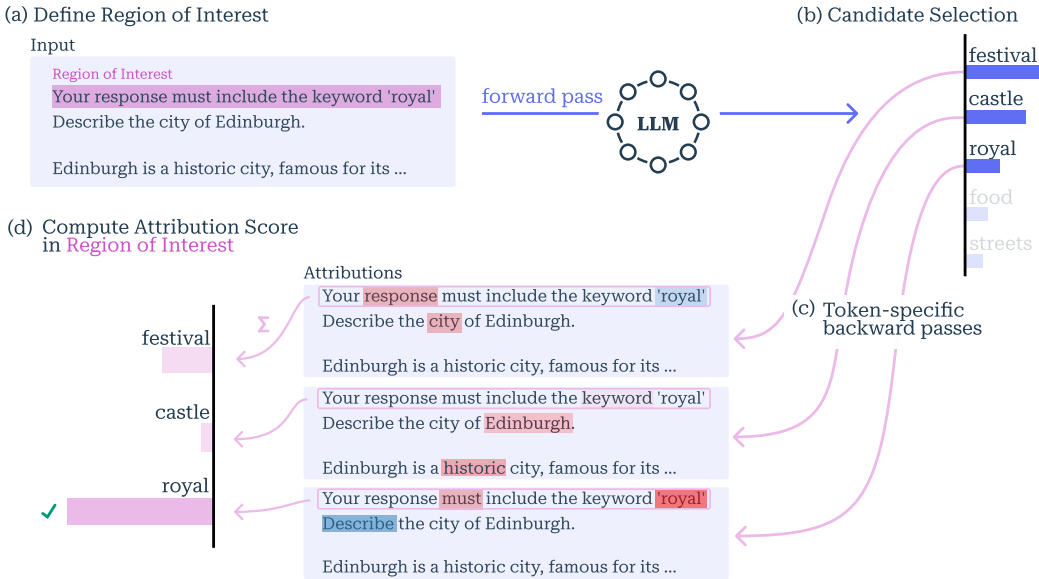 (a) Define Region of Interest
Input
Region of Interest
Your response must include the keyword 'royal'
Describe the city of Edinburgh.
Edinburgh is a historic city, famous for its ...
forward pass
LLM
(b) Candidate Selection
festival
castle
royal
food
streets
(c) Token-specific
backward passes
Attributions
Your response must include the keyword 'royal'
Describe the city of Edinburgh.
Edinburgh is a historic city, famous for its ...
Your response must include the keyword 'royal'
Describe the city of Edinburgh.
Edinburgh is a historic city, famous for its ...
Your response must include the keyword 'royal'
Describe the city of Edinburgh.
Edinburgh is a historic city, famous for its ...
(d) Compute Attribution Score
in Region of Interest
Σ
festival
castle
royal